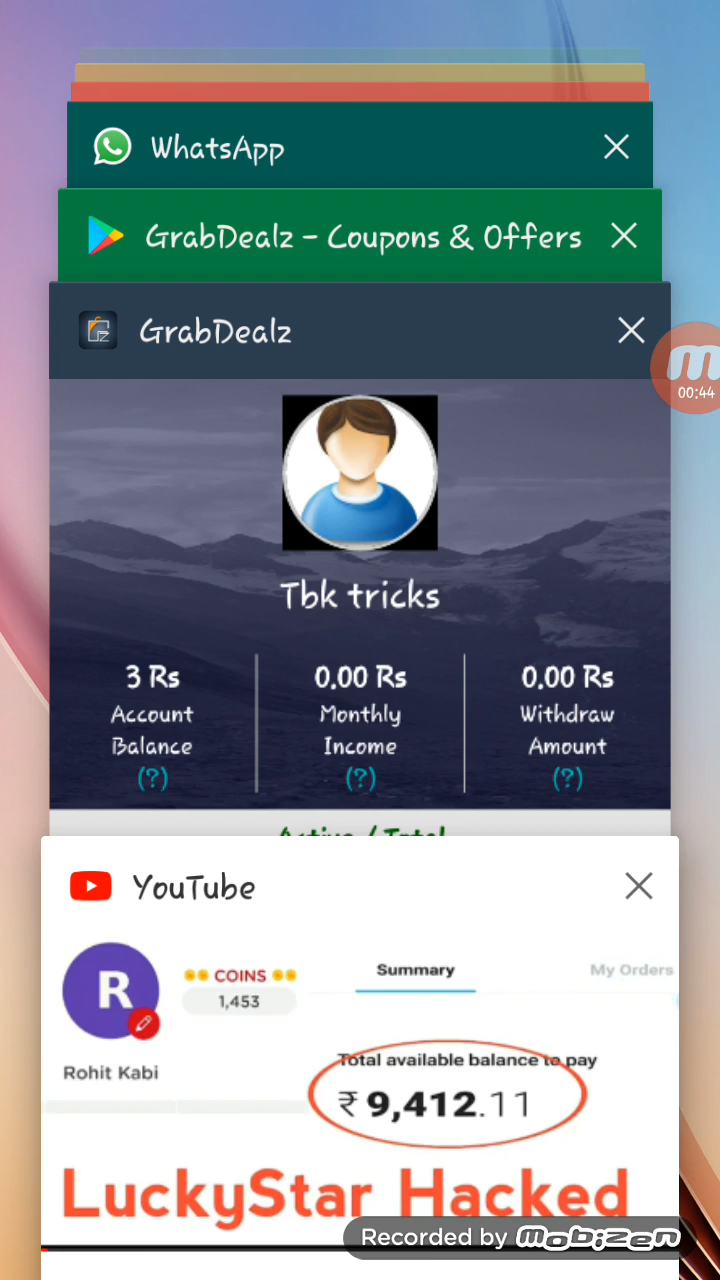 WhatsApp
GrabDealz - Coupons & Offers
GrabDealz
00:44
Tbk tricks
3 Rs
0.00 Rs
0.00 Rs
Account
Balance
(?)
Monthly
Income
(?)
Withdraw
Amount
(?)
Active / Total
YouTube
R
COINS
1,453
Rohit Kabi
Summary
My Orders
Total available balance to pay
₹ 9,412.11
LuckyStar Hacked
Recorded by Mobizen